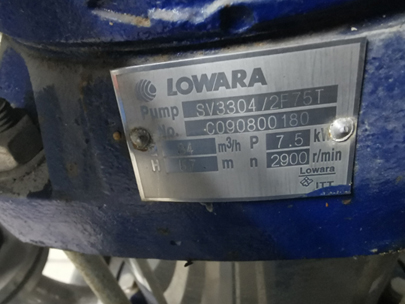 LOWARA
Pump SV3304/2F75T
No. C090800180
m³/h P 7.5 kW
H m n 2900 r/min
Lowara
ITT